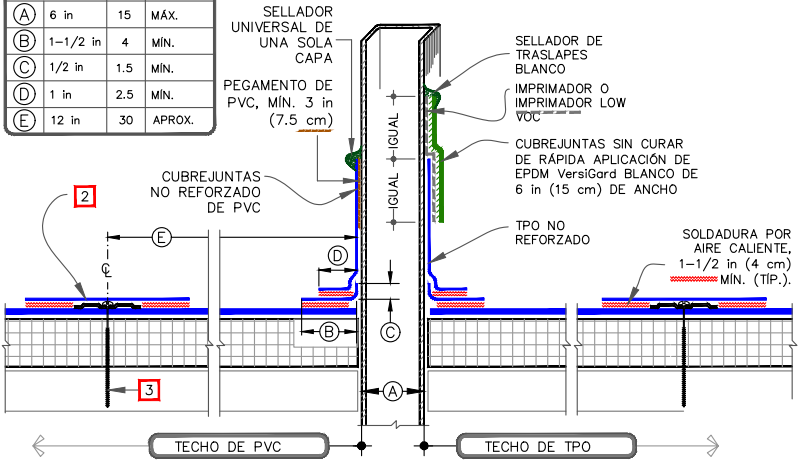 A 6 in 15 MÁX.
B 1-1/2 in 4 MÍN.
C 1/2 in 1.5 MÍN.
D 1 in 2.5 MÍN.
E 12 in 30 APROX.
SELLADOR
UNIVERSAL DE
UNA SOLA
CAPA
PEGAMENTO DE
PVC, MÍN. 3 in
(7.5 cm)
CUBREJUNTAS
NO REFORZADO
DE PVC
SELLADOR DE
TRASLAPES
BLANCO
IMPRIMADOR O
IMPRIMADOR LOW
VOC
CUBREJUNTAS SIN CURAR
DE RÁPIDA APLICACIÓN DE
EPDM VersiGard BLANCO DE
6 in (15 cm) DE ANCHO
TPO NO
REFORZADO
SOLDADURA POR
AIRE CALIENTE,
1-1/2 in (4 cm)
MÍN. (TÍP.).
IGUAL
IGUAL
2
E
D
CL
B
C
3
A
TECHO DE PVC
TECHO DE TPO